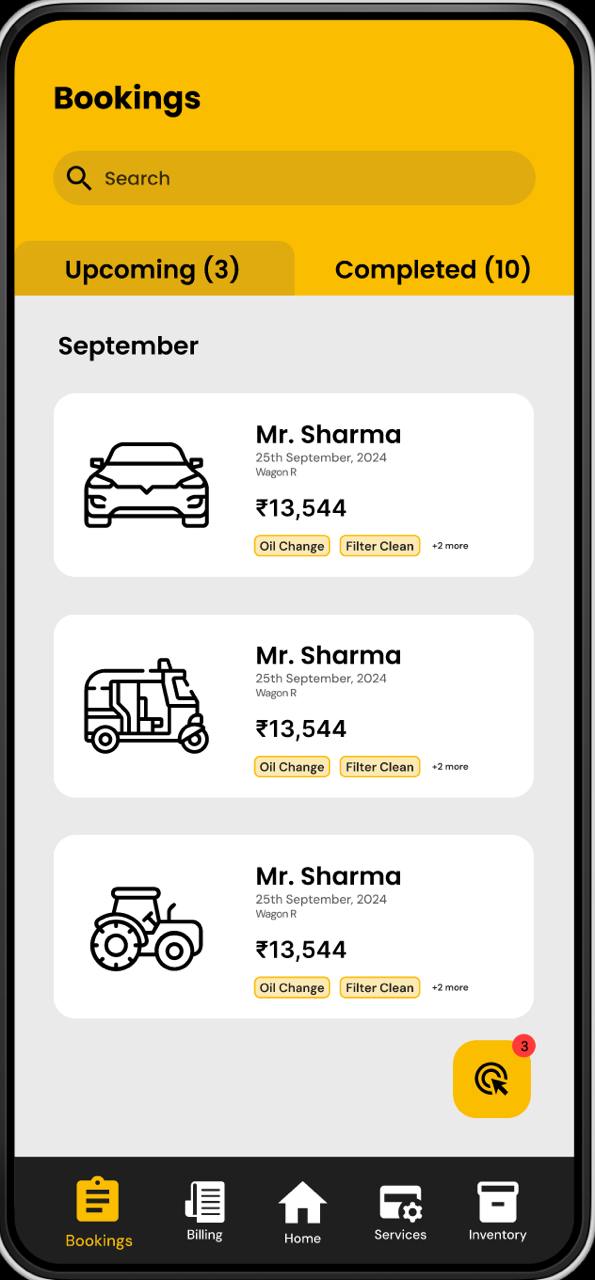 Bookings
Search
Upcoming (3)
Completed (10)
September
Mr. Sharma
25th September, 2024
Wagon R
₹13,544
Oil Change
Filter Clean
+2 more
Mr. Sharma
25th September, 2024
Wagon R
₹13,544
Oil Change
Filter Clean
+2 more
Mr. Sharma
25th September, 2024
Wagon R
₹13,544
Oil Change
Filter Clean
+2 more
3
Bookings
Billing
Home
Services
Inventory